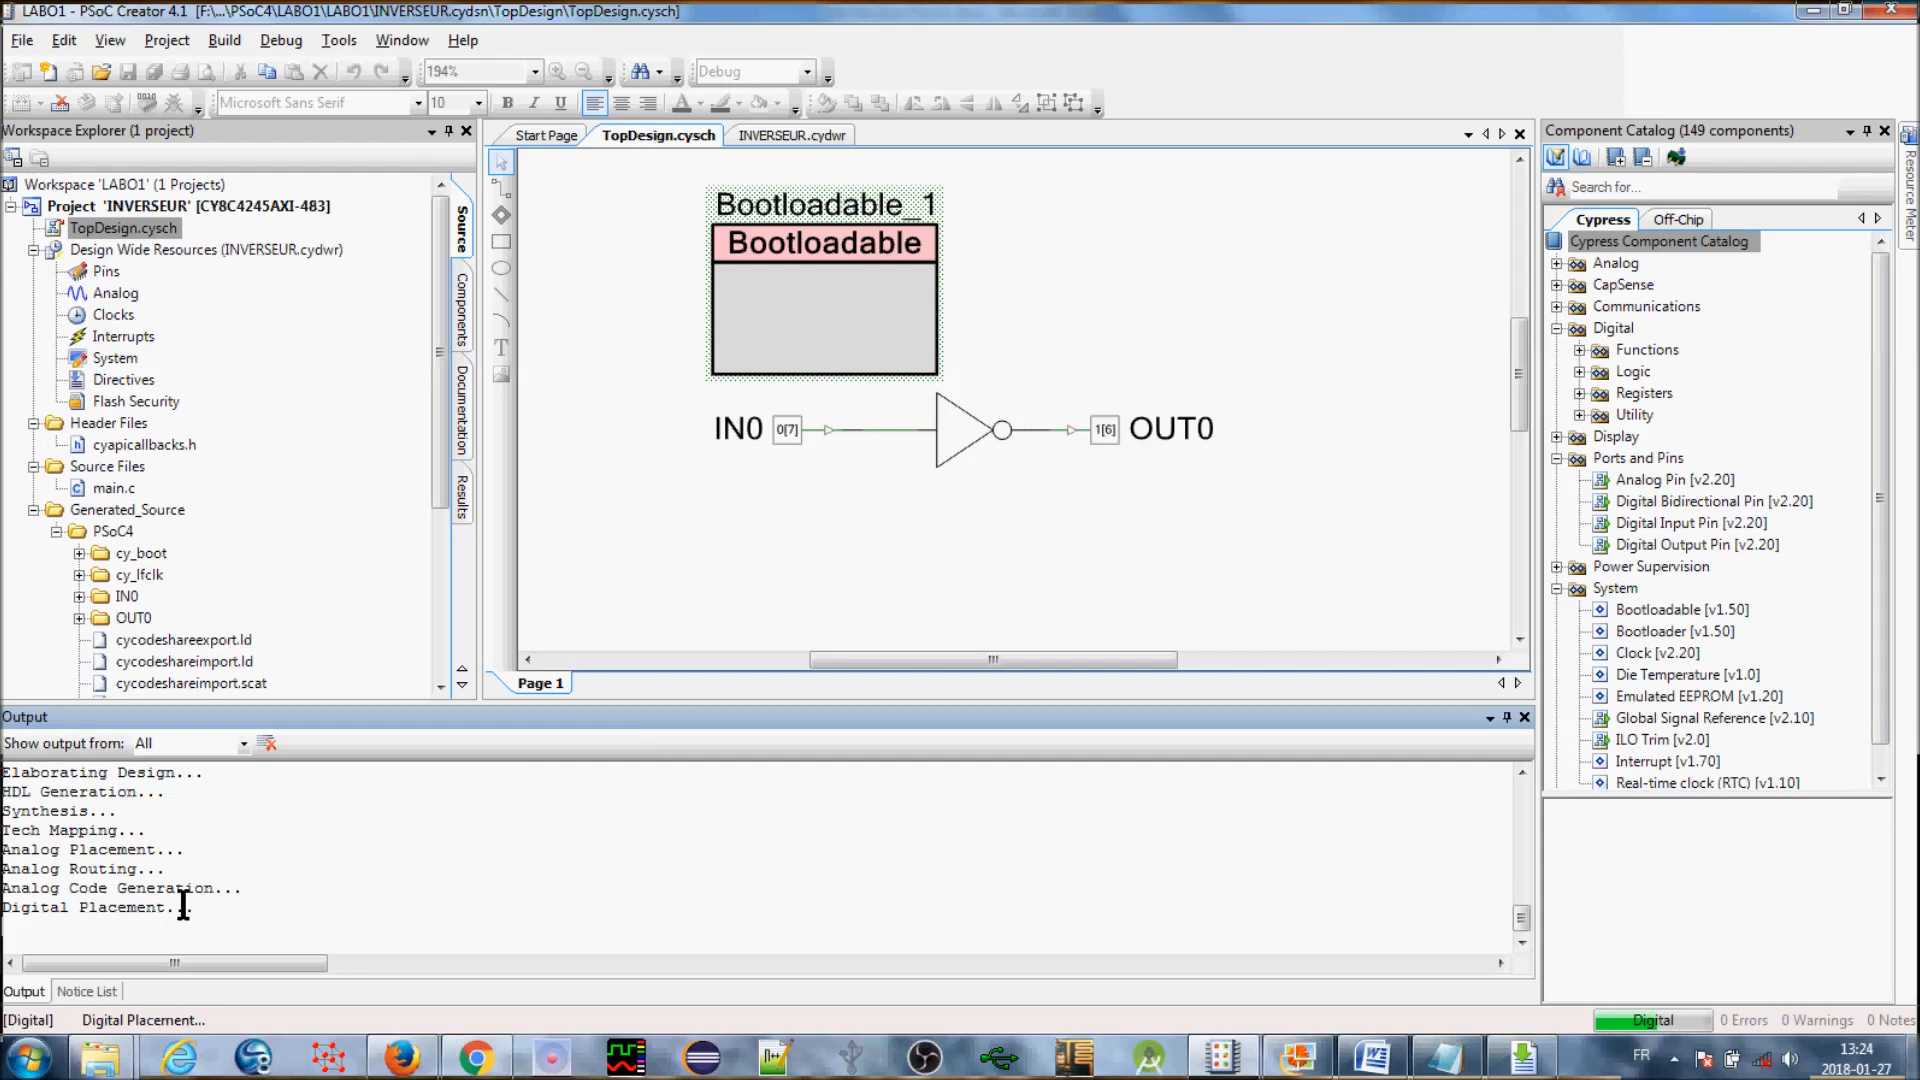 LABO1 - PSoC Creator 4.1 [F:\...\PSoC4\LABO1\LABO1\INVERSEUR.cydsn\TopDesign\TopDesign.cysch]
File Edit View Project Build Debug Tools Window Help
194% Debug
Microsoft Sans Serif 10 B I U
Workspace Explorer (1 project)
Workspace 'LABO1' (1 Projects)
Project 'INVERSEUR' [CY8C4245AXI-483]
TopDesign.cysch
Design Wide Resources (INVERSEUR.cydwr)
Pins
Analog
Clocks
Interrupts
System
Directives
Flash Security
Header Files
cyapicallbacks.h
Source Files
main.c
Generated_Source
PSoC4
cy_boot
cy_lfclk
IN0
OUT0
cycodeshareexport.ld
cycodeshareimport.ld
cycodeshareimport.scat
Source
Components
Documentation
Results
Start Page TopDesign.cysch INVERSEUR.cydwr
Bootloadable_1
Bootloadable
IN0 0[7] 1[6] OUT0
Page 1
Component Catalog (149 components)
Search for...
Cypress Off-Chip
Cypress Component Catalog
Analog
CapSense
Communications
Digital
Functions
Logic
Registers
Utility
Display
Ports and Pins
Analog Pin [v2.20]
Digital Bidirectional Pin [v2.20]
Digital Input Pin [v2.20]
Digital Output Pin [v2.20]
Power Supervision
System
Bootloadable [v1.50]
Bootloader [v1.50]
Clock [v2.20]
Die Temperature [v1.0]
Emulated EEPROM [v1.20]
Global Signal Reference [v2.10]
ILO Trim [v2.0]
Interrupt [v1.70]
Real-time clock (RTC) [v1.10]
Resource Meter
Output
Show output from: All
Elaborating Design...
HDL Generation...
Synthesis...
Tech Mapping...
Analog Placement...
Analog Routing...
Analog Code Generation...
Digital Placement...
Output Notice List
[Digital] Digital Placement... Digital 0 Errors 0 Warnings 0 Notes
FR
13:24
2018-01-27